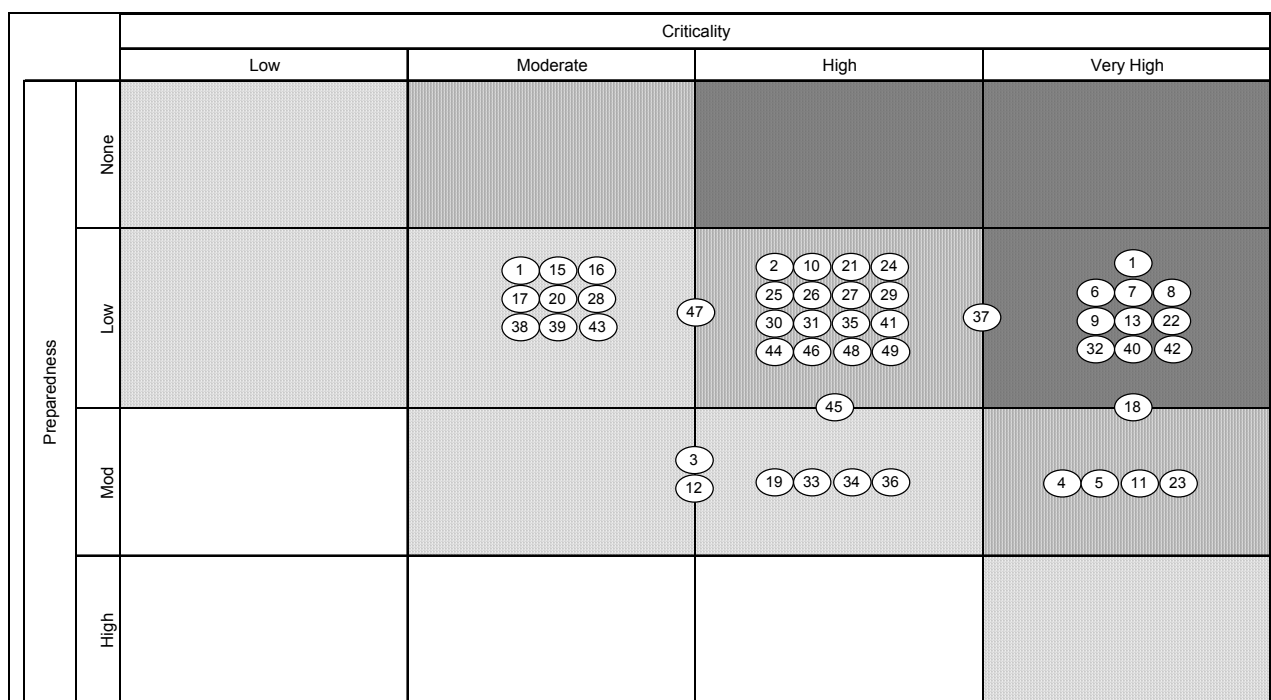 Criticality
Low Moderate High Very High
Preparedness
None
Low
1 15 16
17 20 28
38 39 43
47
2 10 21 24
25 26 27 29
30 31 35 41
44 46 48 49
37
1
6 7 8
9 13 22
32 40 42
45
18
Mod
3
12
19 33 34 36
4 5 11 23
High